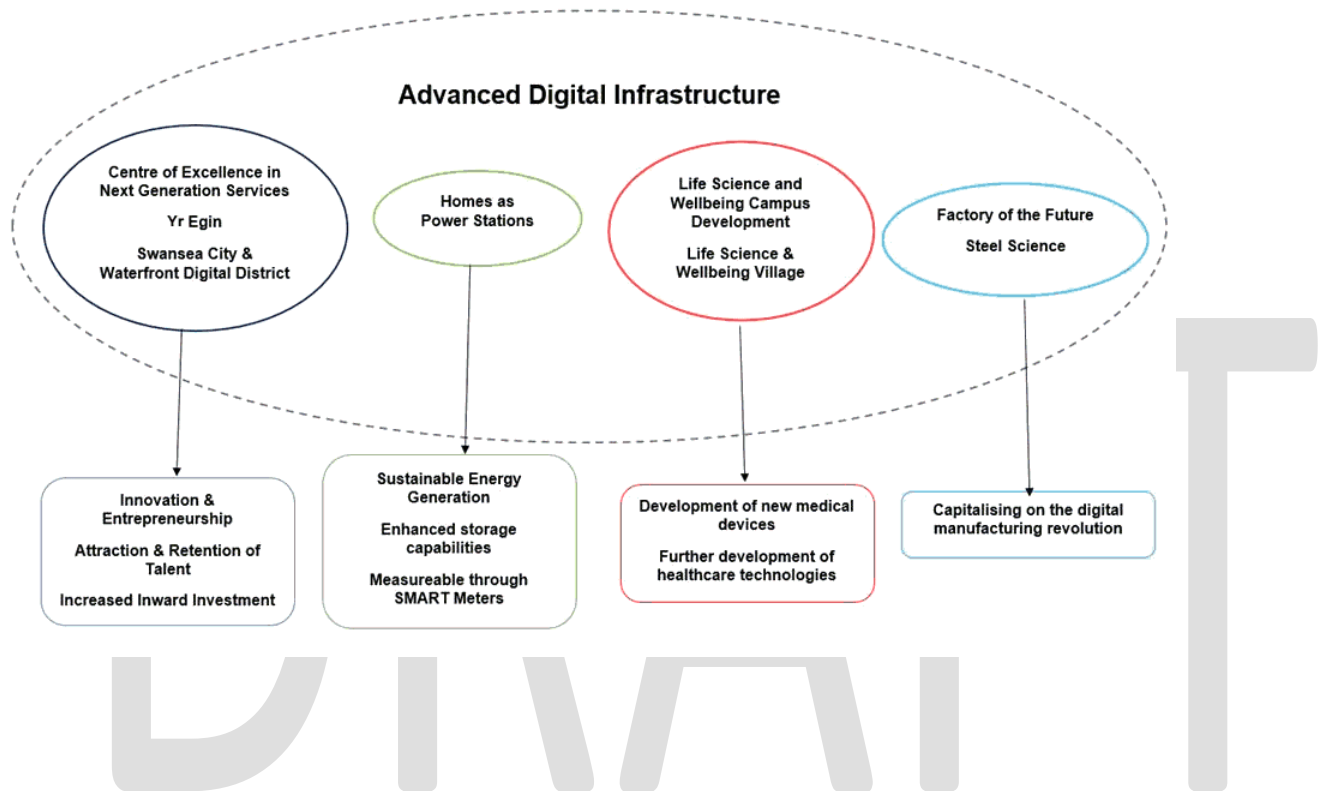 Advanced Digital Infrastructure
Centre of Excellence in
Next Generation Services
Yr Egin
Swansea City &
Waterfront Digital District
Homes as
Power Stations
Life Science and
Wellbeing Campus
Development
Life Science &
Wellbeing Village
Factory of the Future
Steel Science
Innovation &
Entrepreneurship
Attraction & Retention of
Talent
Increased Inward Investment
Sustainable Energy
Generation
Enhanced storage
capabilities
Measureable through
SMART Meters
Development of new medical
devices
Further development of
healthcare technologies
Capitalising on the digital
manufacturing revolution
DRAFT